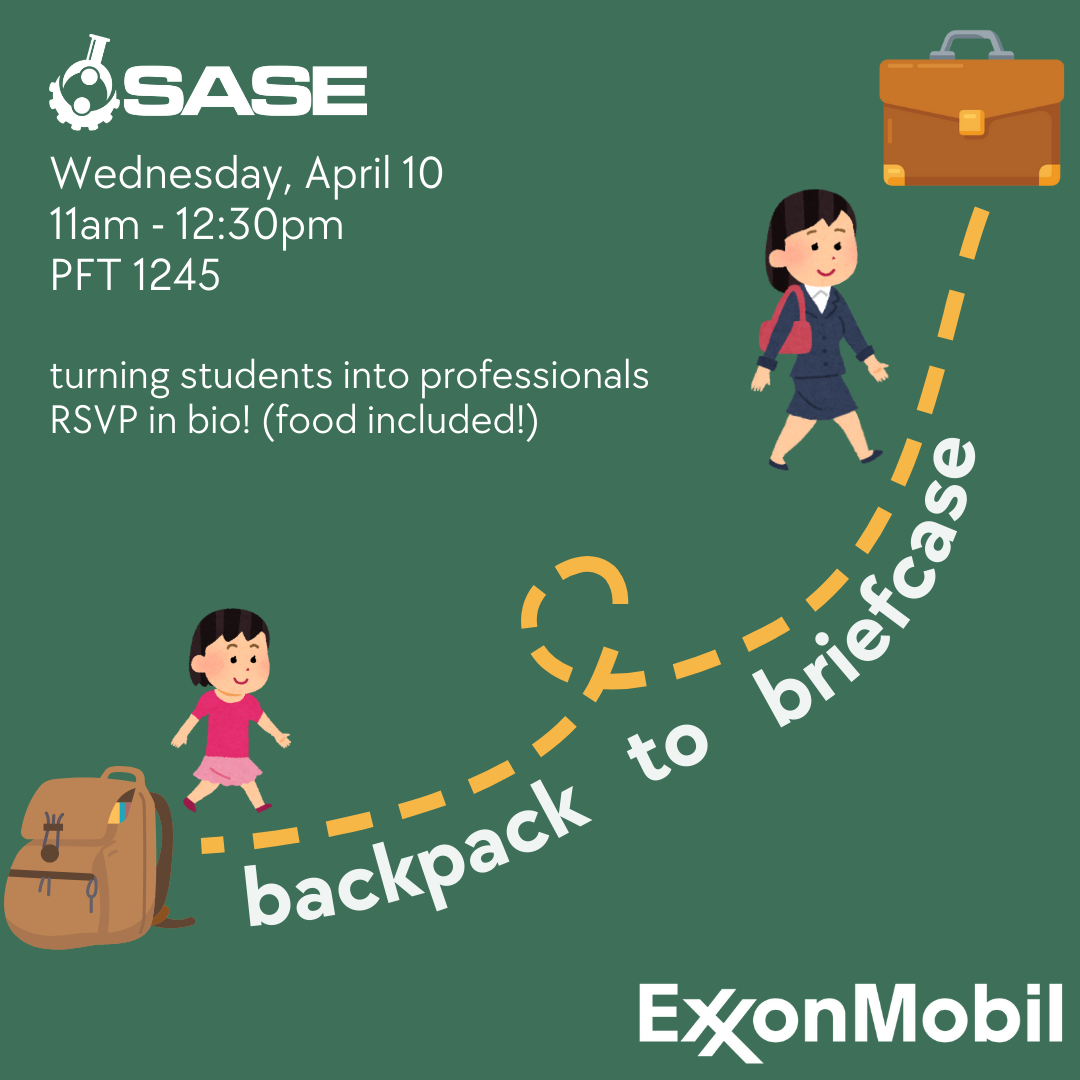 SASE
Wednesday, April 10
11am - 12:30pm
PFT 1245
turning students into professionals
RSVP in bio! (food included!)
backpack to briefcase
ExxonMobil